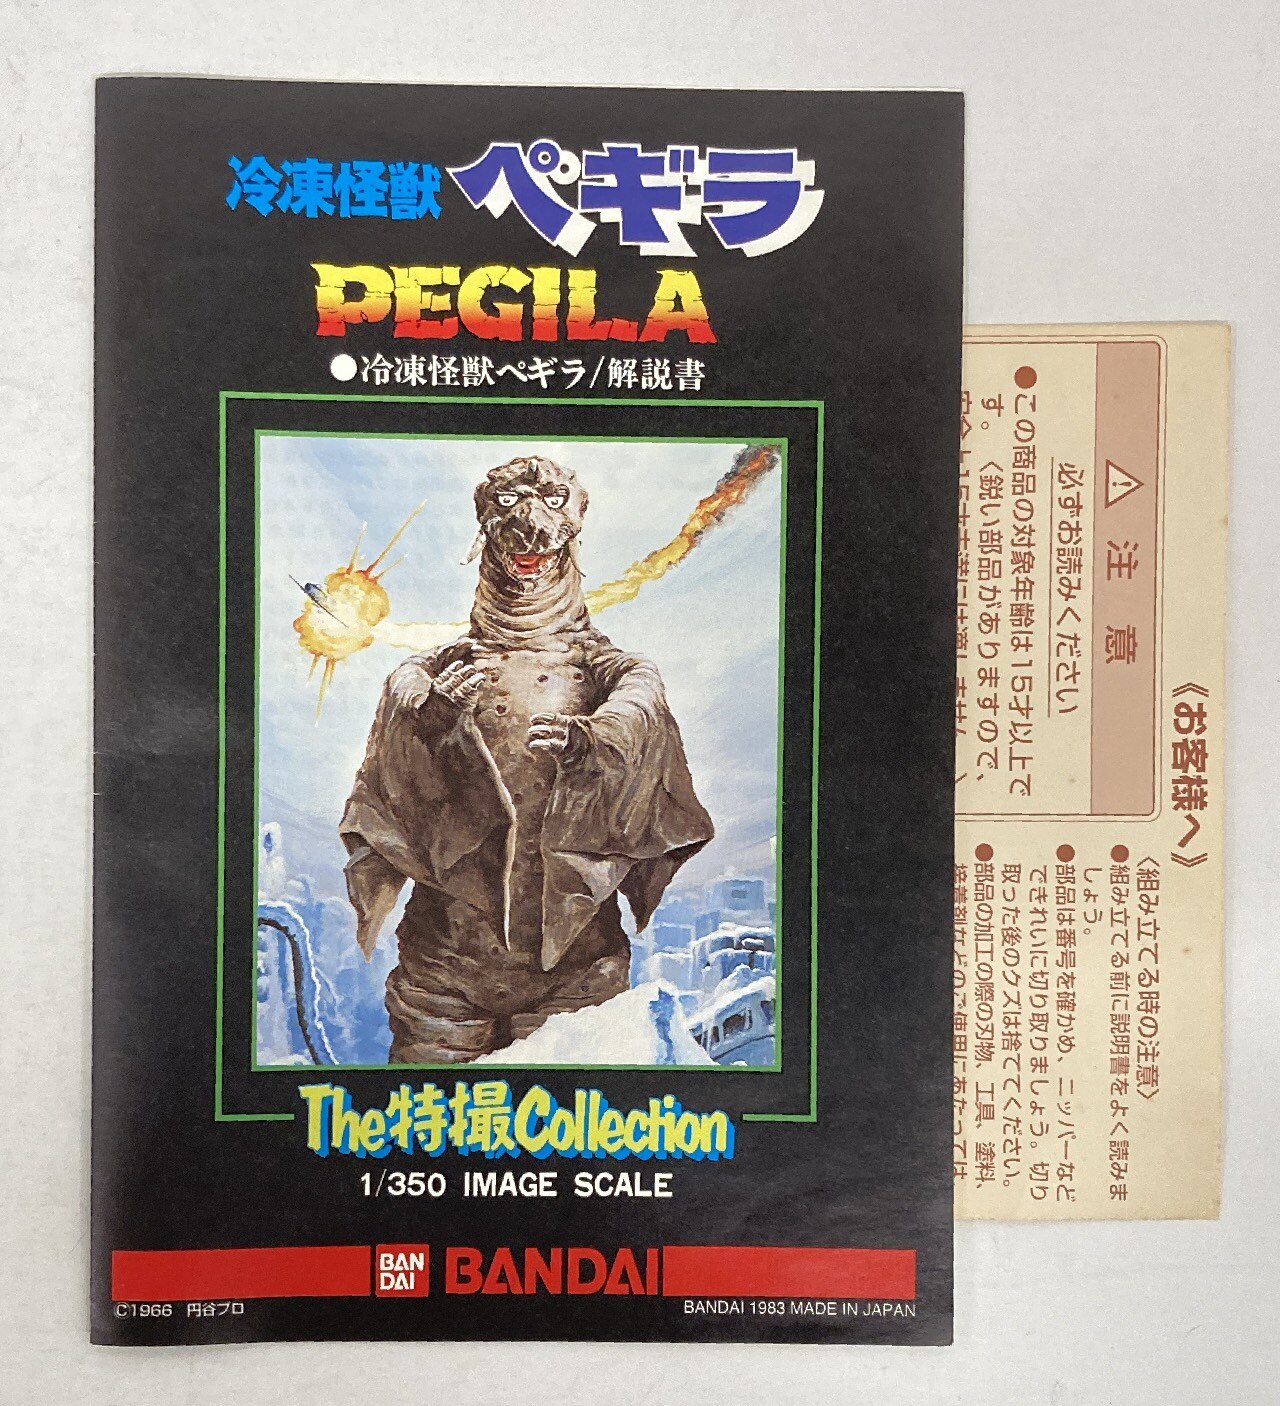 冷凍怪獣ペギラ
PEGILA
●冷凍怪獣ペギラ/解説書
The特撮Collection
1/350 IMAGE SCALE
BAN
DAI
BANDAI
©1966 円谷プロ
BANDAI 1983 MADE IN JAPAN
《お客様へ》
注意
必ずお読みください
●この商品の対象年齢は15才以上で
す。〈鋭い部品がありますので、
〈組み立てる時の注意〉
●組み立てる前に説明書をよく読みま
しょう。
●部品は番号を確かめ、ニッパーなど
できれいに切り取りましょう。切り
取った後のクズは捨ててください。
●部品の加工の際の刃物、工具、塗料、